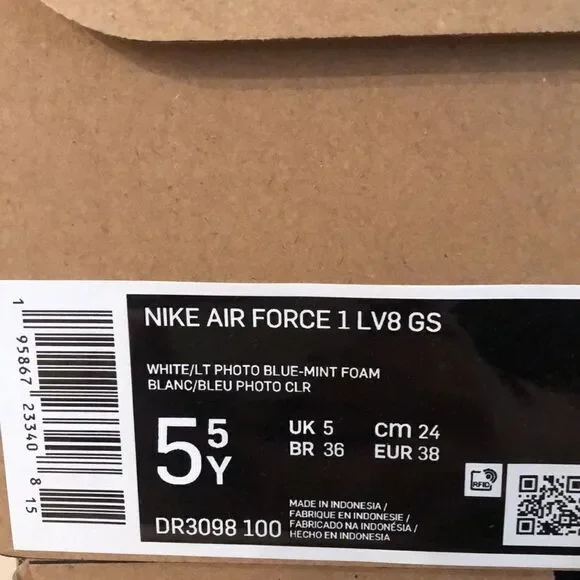 NIKE AIR FORCE 1 LV8 GS
WHITE/LT PHOTO BLUE-MINT FOAM
BLANC/BLEU PHOTO CLR
5 5 Y
UK 5 cm 24
BR 36 EUR 38
RFID
DR3098 100
MADE IN INDONESIA /
FABRIQUE EN INDONESIE /
FABRICADO NA INDONÉSIA /
HECHO EN INDONESIA
1 95867 23340 8 15